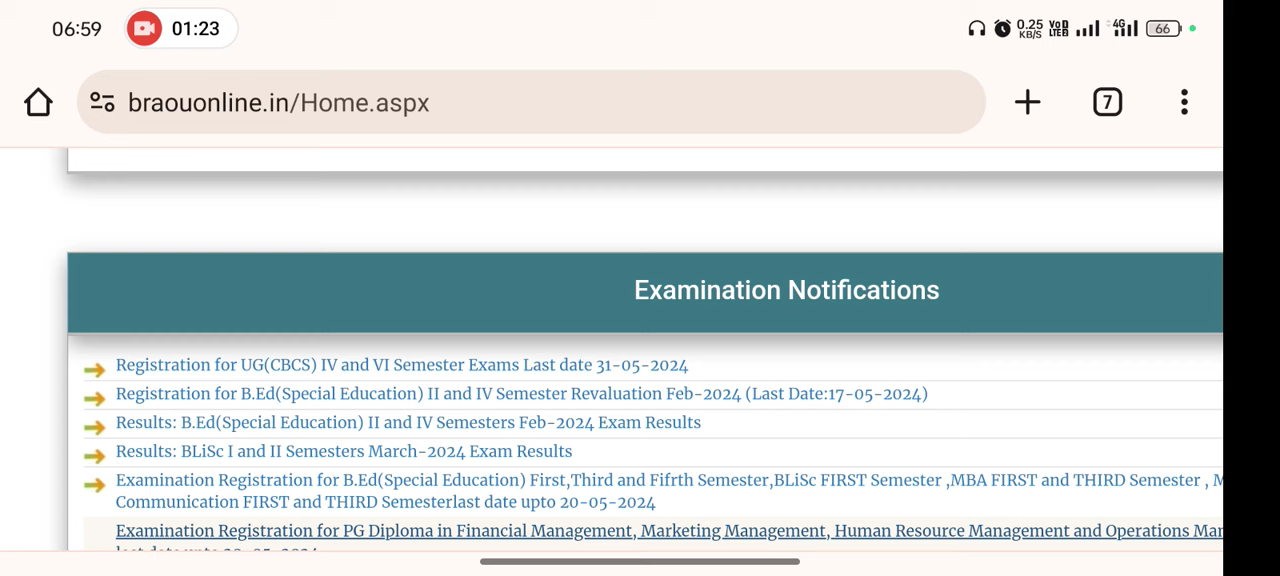 06:59 01:23 0.25 KB/S VoD LTE2 4G 66
braouonline.in/Home.aspx 7
Examination Notifications
Registration for UG(CBCS) IV and VI Semester Exams Last date 31-05-2024
Registration for B.Ed(Special Education) II and IV Semester Revaluation Feb-2024 (Last Date:17-05-2024)
Results: B.Ed(Special Education) II and IV Semesters Feb-2024 Exam Results
Results: BLiSc I and II Semesters March-2024 Exam Results
Examination Registration for B.Ed(Special Education) First,Third and Fifrth Semester,BLiSc FIRST Semester ,MBA FIRST and THIRD Semester , M
Communication FIRST and THIRD Semesterlast date upto 20-05-2024
Examination Registration for PG Diploma in Financial Management, Marketing Management, Human Resource Management and Operations Mar